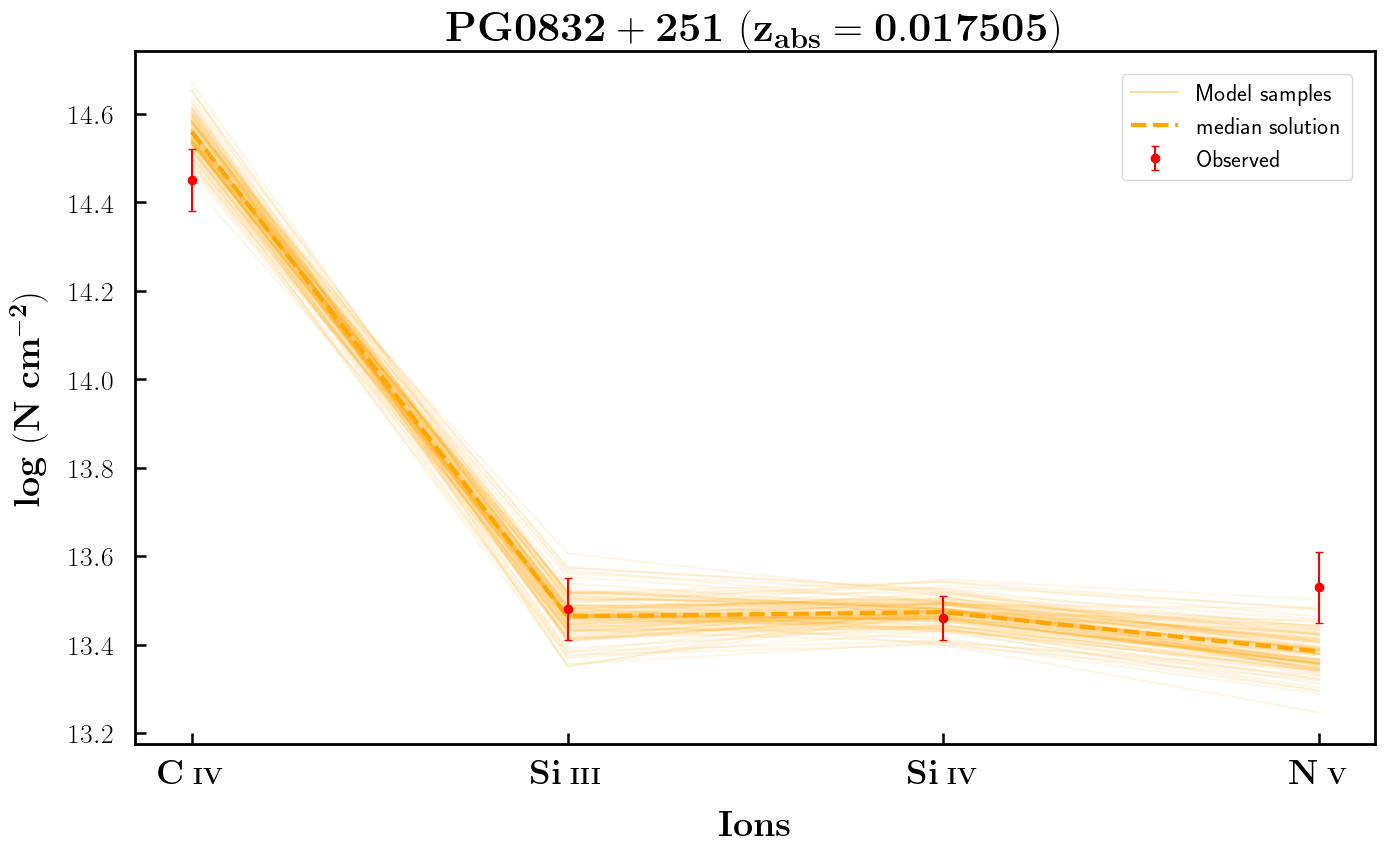 PG0832 + 251 (z_abs = 0.017505)
Model samples
median solution
Observed
log (N cm⁻²)
14.6
14.4
14.2
14.0
13.8
13.6
13.4
13.2
C IV
Si III
Si IV
N V
Ions